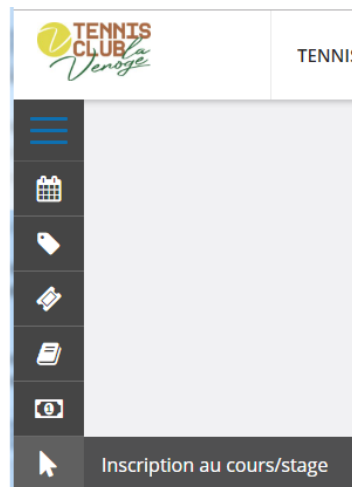 TENNIS
CLUB la
Venoge
TENNIS
Inscription au cours/stage